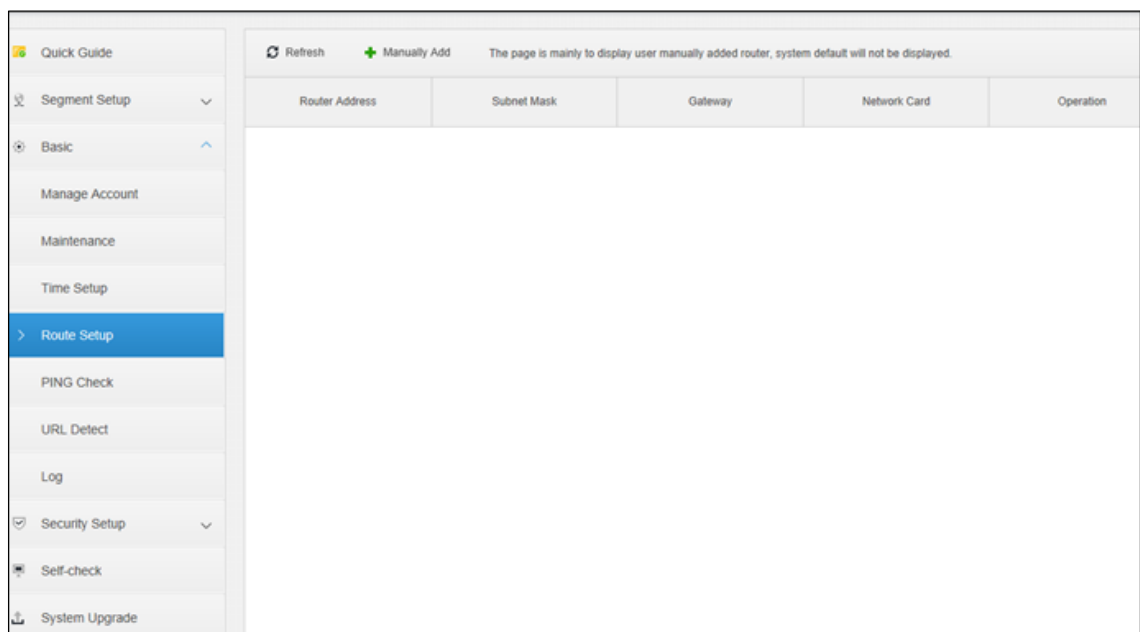 Quick Guide
Segment Setup
Basic
Manage Account
Maintenance
Time Setup
Route Setup
PING Check
URL Detect
Log
Security Setup
Self-check
System Upgrade
Refresh Manually Add The page is mainly to display user manually added router, system default will not be displayed.
Router Address Subnet Mask Gateway Network Card Operation